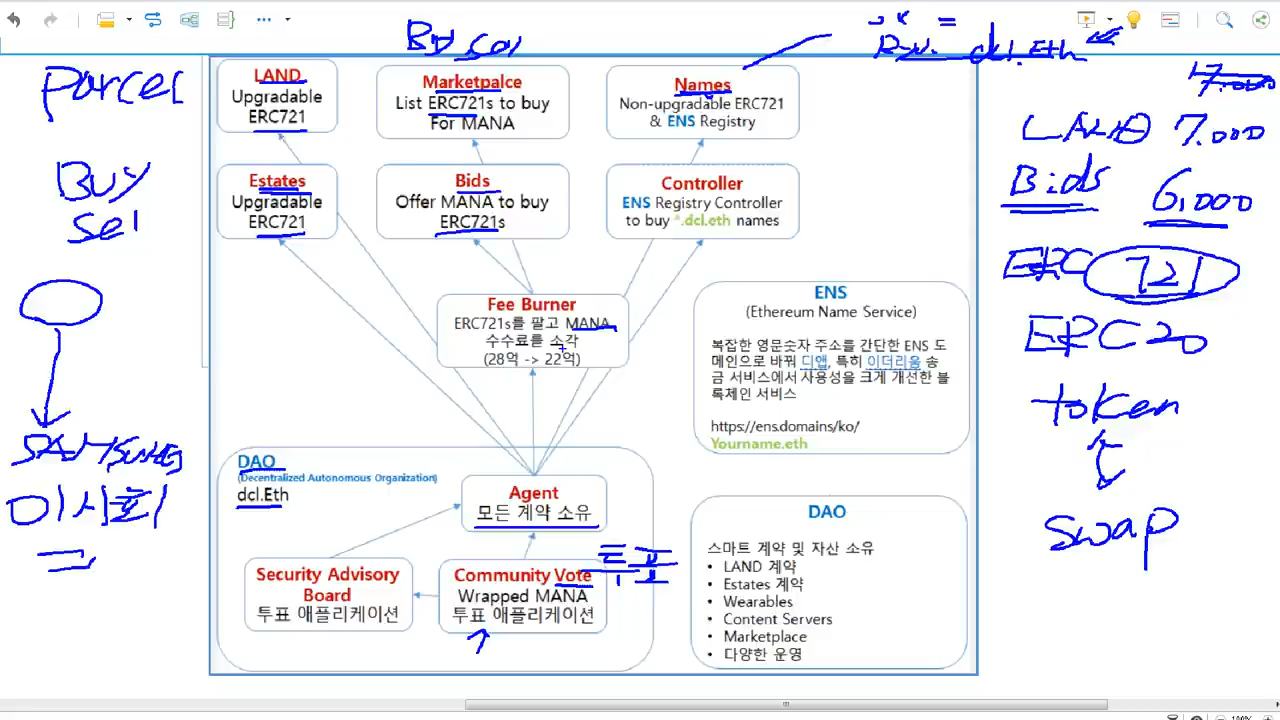 Parcel
Buy
Sel
SAMSUNG
이사회
Buy Sel
dcl.Eth
LAND
Upgradable
ERC721
Marketpalce
List ERC721s to buy
For MANA
Names
Non-upgradable ERC721
& ENS Registry
Estates
Upgradable
ERC721
Bids
Offer MANA to buy
ERC721s
Controller
ENS Registry Controller
to buy *.dcl.eth names
Fee Burner
ERC721s를 팔고 MANA
수수료를 소각
(28억 -> 22억)
ENS
(Ethereum Name Service)
복잡한 영문숫자 주소를 간단한 ENS 도
메인으로 바꿔 디앱, 특히 이더리움 송
금 서비스에서 사용성을 크게 개선한 블
록체인 서비스
https://ens.domains/ko/
Yourname.eth
DAO
(Decentralized Autonomous Organization)
dcl.Eth
Agent
모든 계약 소유
Security Advisory
Board
투표 애플리케이션
Community Vote
Wrapped MANA
투표 애플리케이션
투표
DAO
스마트 계약 및 자산 소유
• LAND 계약
• Estates 계약
• Wearables
• Content Servers
• Marketplace
• 다양한 운영
17.000
LAND 7.000
Bids 6,000
ERC 721
ERC20
token
swap